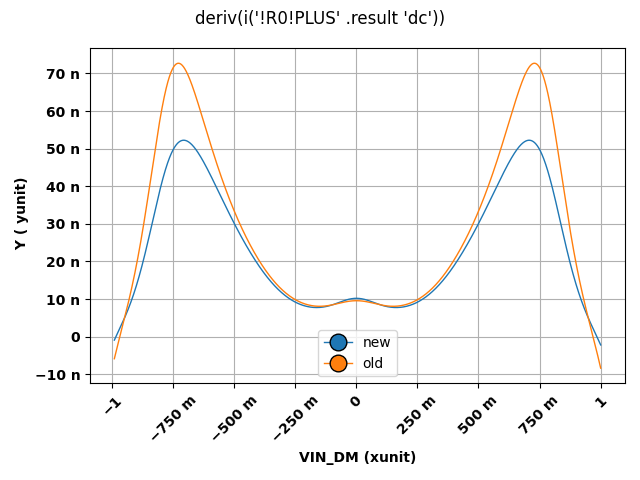 deriv(i('!R0!PLUS' .result 'dc'))
70 n
60 n
50 n
40 n
30 n
20 n
10 n
0
−10 n
Y ( yunit)
new
old
−1
−750 m
−500 m
−250 m
0
250 m
500 m
750 m
1
VIN_DM (xunit)